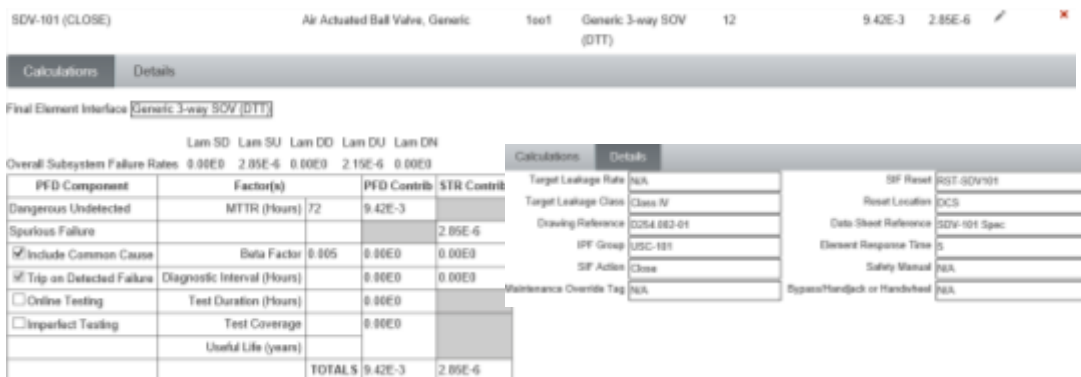 SDV-101 (CLOSE) Air Actuated Ball Valve, Generic 1oo1 Generic 3-way SOV (DTT) 12 9.42E-3 2.85E-6
Calculations Details
Final Element Interface Generic 3-way SOV (DTT)
Lam SD Lam SU Lam DD Lam DU Lam DN
Overall Subsystem Failure Rates 0.00E0 2.85E-6 0.00E0 2.15E-6 0.00E0
PFD Component Factor(s) PFD Contrib STR Contrib
Dangerous Undetected MTTR (Hours) 72 9.42E-3
Spurious Failure 2.85E-6
Include Common Cause Beta Factor 0.005 0.00E0 0.00E0
Trip on Detected Failure Diagnostic Interval (Hours) 0.00E0 0.00E0
Online Testing Test Duration (Hours) 0.00E0
Imperfect Testing Test Coverage 0.00E0
Useful Life (years)
TOTALS 9.42E-3 2.85E-6
Calculations Details
Target Leakage Rate N/A SIF Reset RST-SDV101
Target Leakage Class Class IV Reset Location DCS
Drawing Reference D254.082-01 Data Sheet Reference SDV-101 Spec
IPF Group USC-101 Element Response Time 5
SIF Action Close Safety Manual N/A
Maintenance Override Tag N/A Bypass/Handjack or Handwheel N/A